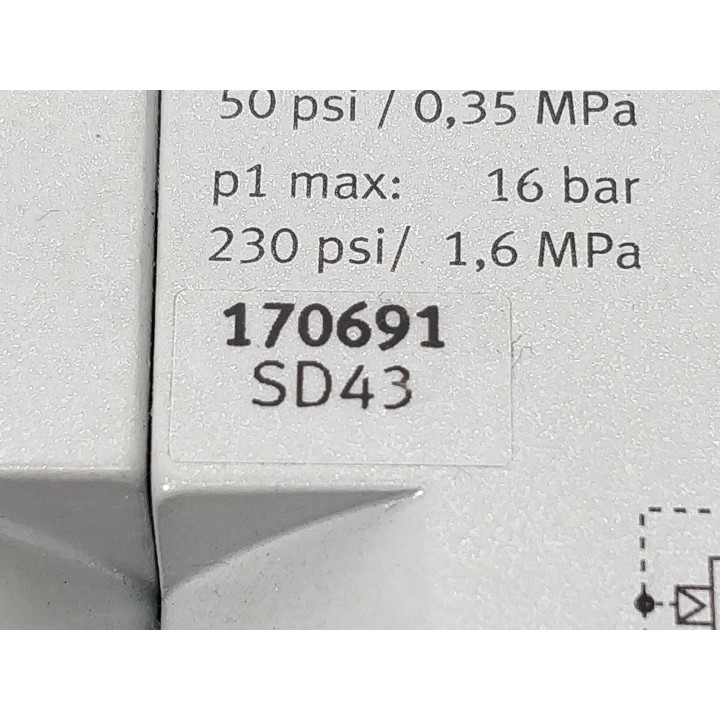 50 psi / 0,35 MPa
p1 max: 16 bar
230 psi/ 1,6 MPa
170691
SD43